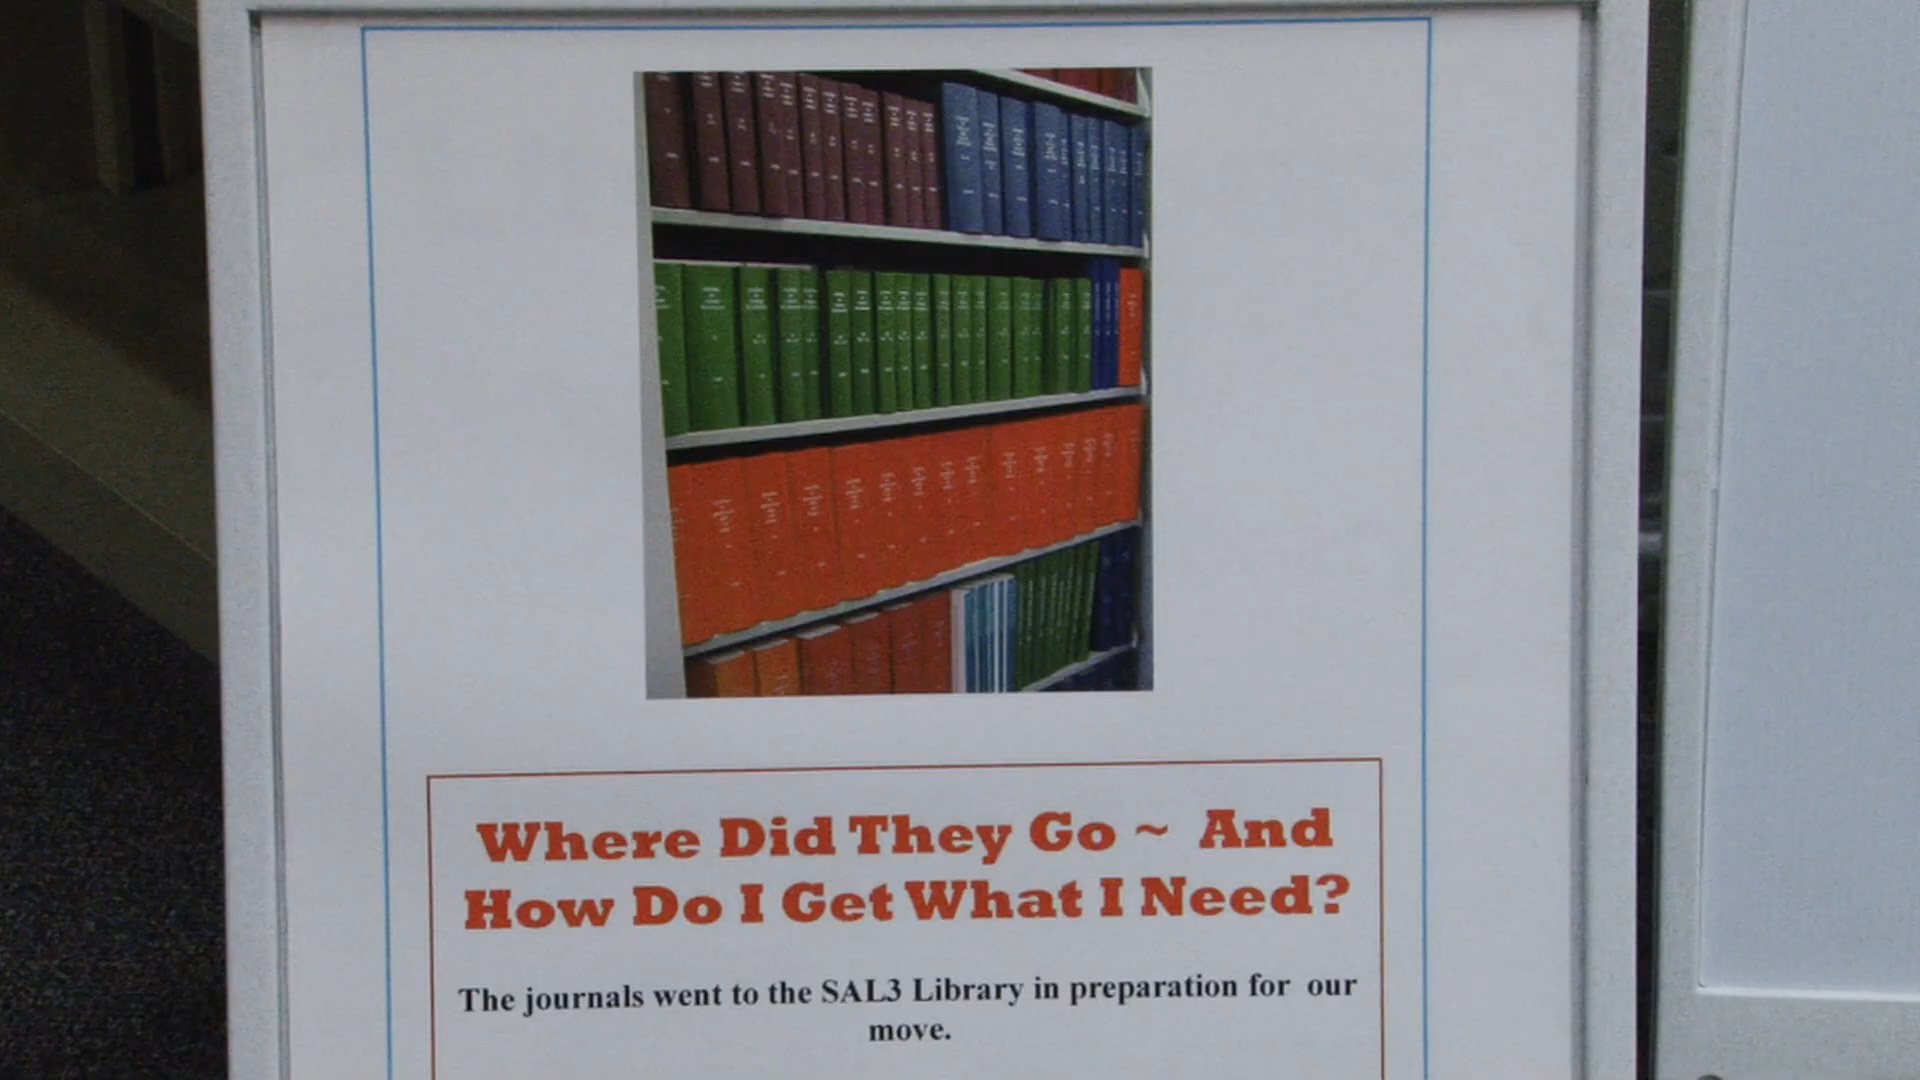 Where Did They Go ~ And
How Do I Get What I Need?
The journals went to the SAL3 Library in preparation for our
move.